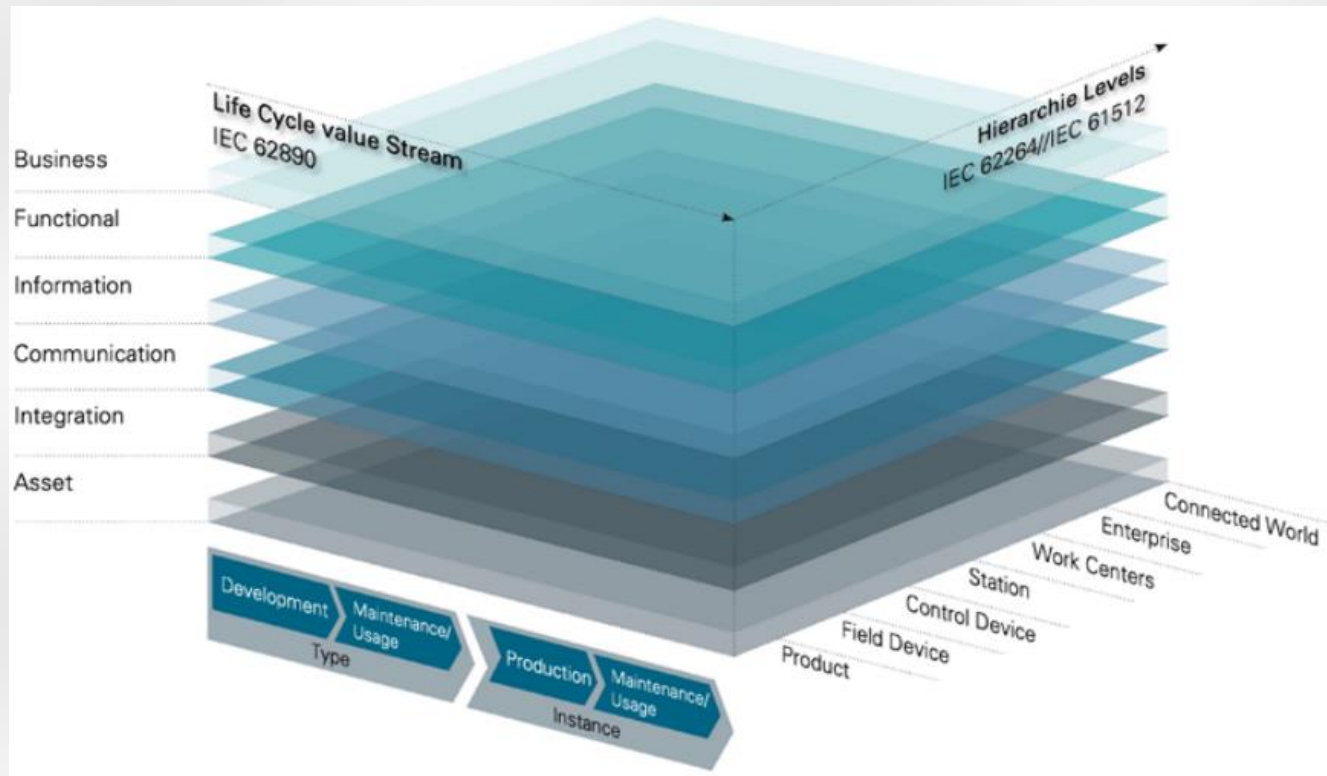 Life Cycle value Stream
IEC 62890
Hierarchie Levels
IEC 62264//IEC 61512
Business
Functional
Information
Communication
Integration
Asset
Development
Maintenance/
Usage
Type
Production
Maintenance/
Usage
Instance
Connected World
Enterprise
Work Centers
Station
Control Device
Field Device
Product